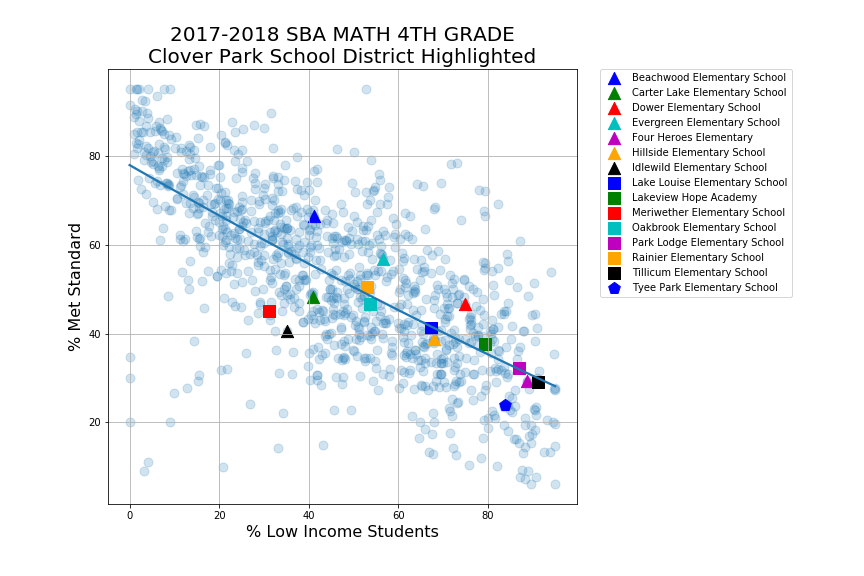 2017-2018 SBA MATH 4TH GRADE
Clover Park School District Highlighted
% Met Standard
80
60
40
20
0
20
40
60
80
% Low Income Students
Beachwood Elementary School
Carter Lake Elementary School
Dower Elementary School
Evergreen Elementary School
Four Heroes Elementary
Hillside Elementary School
Idlewild Elementary School
Lake Louise Elementary School
Lakeview Hope Academy
Meriwether Elementary School
Oakbrook Elementary School
Park Lodge Elementary School
Rainier Elementary School
Tillicum Elementary School
Tyee Park Elementary School